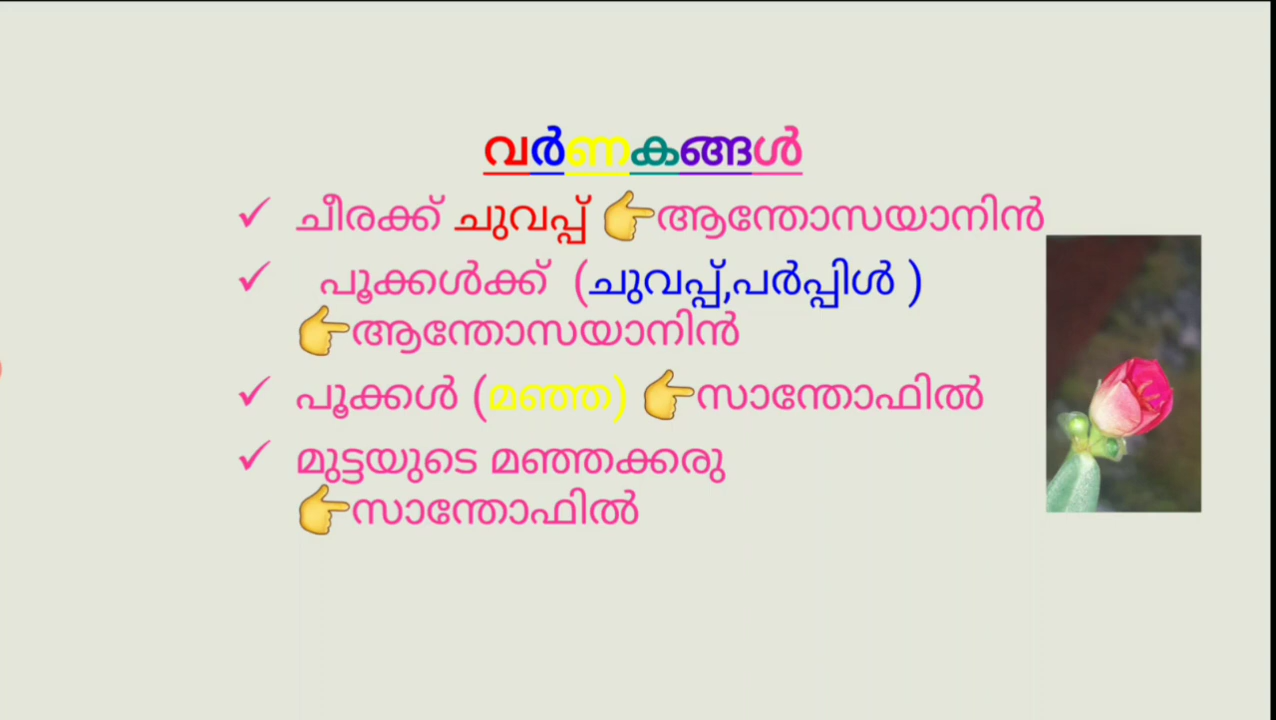 വർണകങ്ങൾ
✓ ചീരക്ക് ചുവപ്പ് 👉ആന്തോസയാനിൻ
✓ പൂക്കൾക്ക് (ചുവപ്പ്,പർപ്പിൾ )
👉ആന്തോസയാനിൻ
✓ പൂക്കൾ (മഞ്ഞ) 👉സാന്തോഫിൽ
✓ മുട്ടയുടെ മഞ്ഞക്കരു
👉സാന്തോഫിൽ